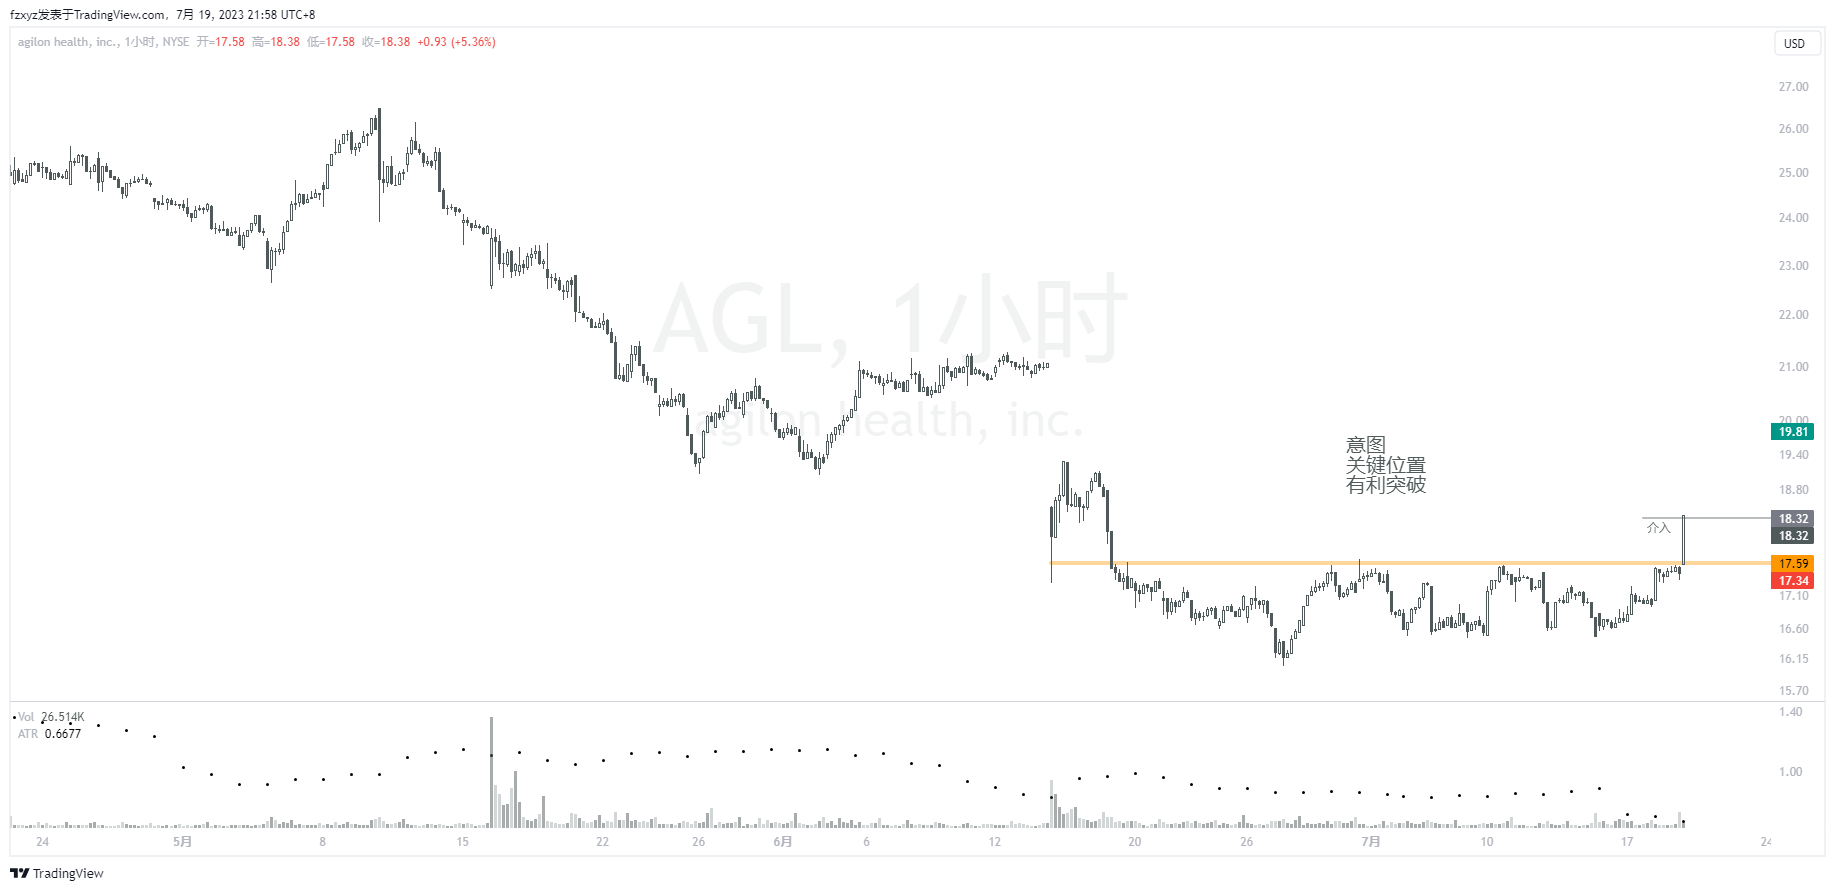 fzxyz发表于TradingView.com, 7月 19, 2023 21:58 UTC+8
agilon health, inc., 1小时, NYSE 开=17.58 高=18.38 低=17.58 收=18.38 +0.93 (+5.36%)
USD
27.00
26.00
25.00
24.00
23.00
22.00
21.00
20.00
19.81
19.40
18.80
18.32
18.32
17.59
17.34
17.10
16.60
16.15
15.70
AGL, 1小时
agilon health, inc.
意图
关键位置
有利突破
介入
Vol 26.514K
ATR 0.6677
1.40
1.00
24 5月 8 15 22 26 6月 6 12 20 26 7月 10 17 24
TradingView